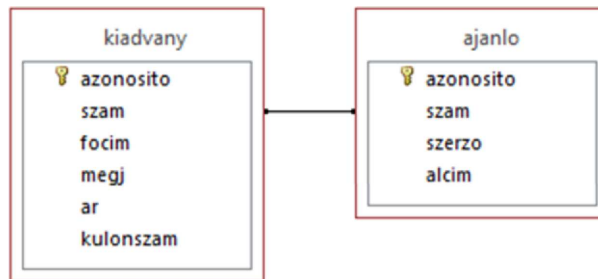 kiadvany
azonosito
szam
focim
megj
ar
kulonszam
ajanlo
azonosito
szam
szerzo
alcim